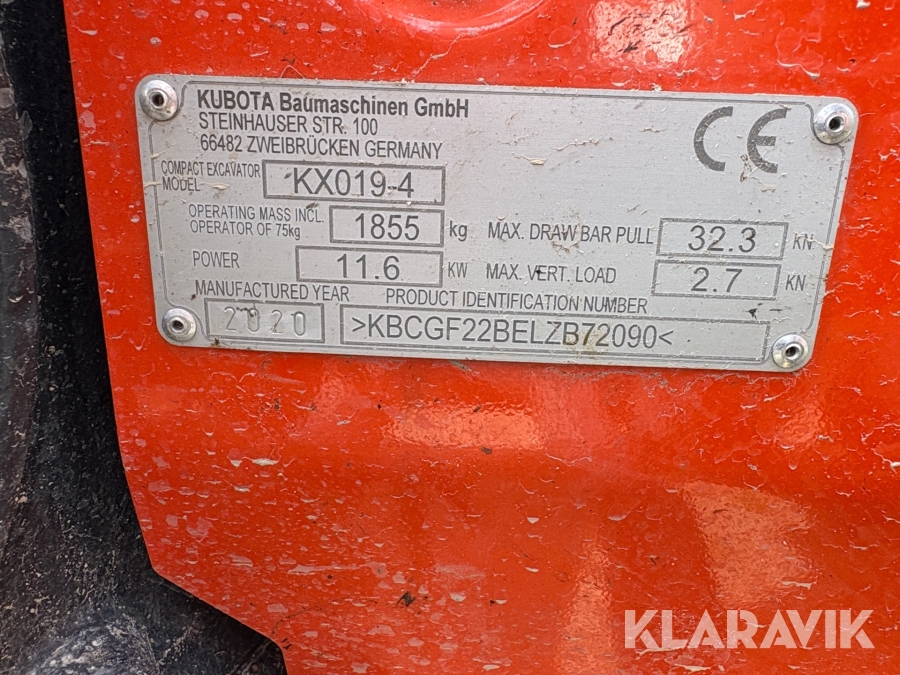 KUBOTA Baumaschinen GmbH
STEINHAUSER STR. 100
66482 ZWEIBRÜCKEN GERMANY
CE
COMPACT EXCAVATOR MODEL KX019-4
OPERATING MASS INCL. OPERATOR OF 75kg 1855 kg MAX. DRAW BAR PULL 32.3 KN
POWER 11.6 KW MAX. VERT. LOAD 2.7 KN
MANUFACTURED YEAR PRODUCT IDENTIFICATION NUMBER
2020 >KBCGF22BELZB72090<
KLARAVIK